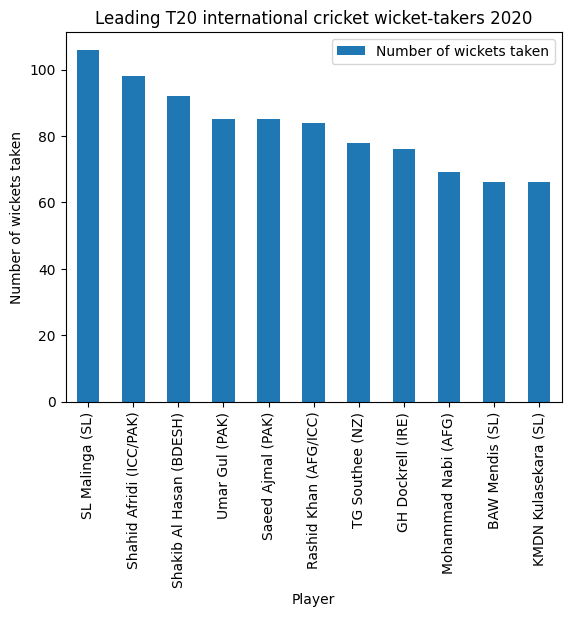 Leading T20 international cricket wicket-takers 2020
Number of wickets taken
Number of wickets taken
100
80
60
40
20
0
SL Malinga (SL)
Shahid Afridi (ICC/PAK)
Shakib Al Hasan (BDESH)
Umar Gul (PAK)
Saeed Ajmal (PAK)
Rashid Khan (AFG/ICC)
TG Southee (NZ)
GH Dockrell (IRE)
Mohammad Nabi (AFG)
BAW Mendis (SL)
KMDN Kulasekara (SL)
Player